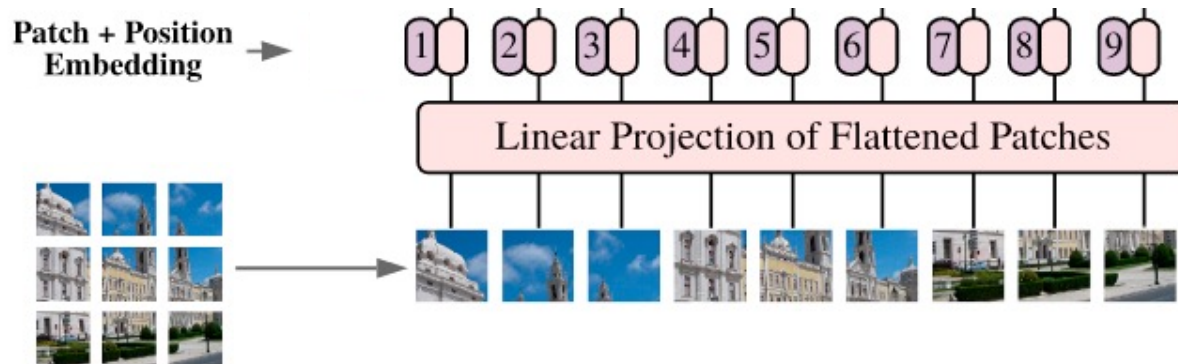 Patch + Position
Embedding
1 2 3 4 5 6 7 8 9
Linear Projection of Flattened Patches